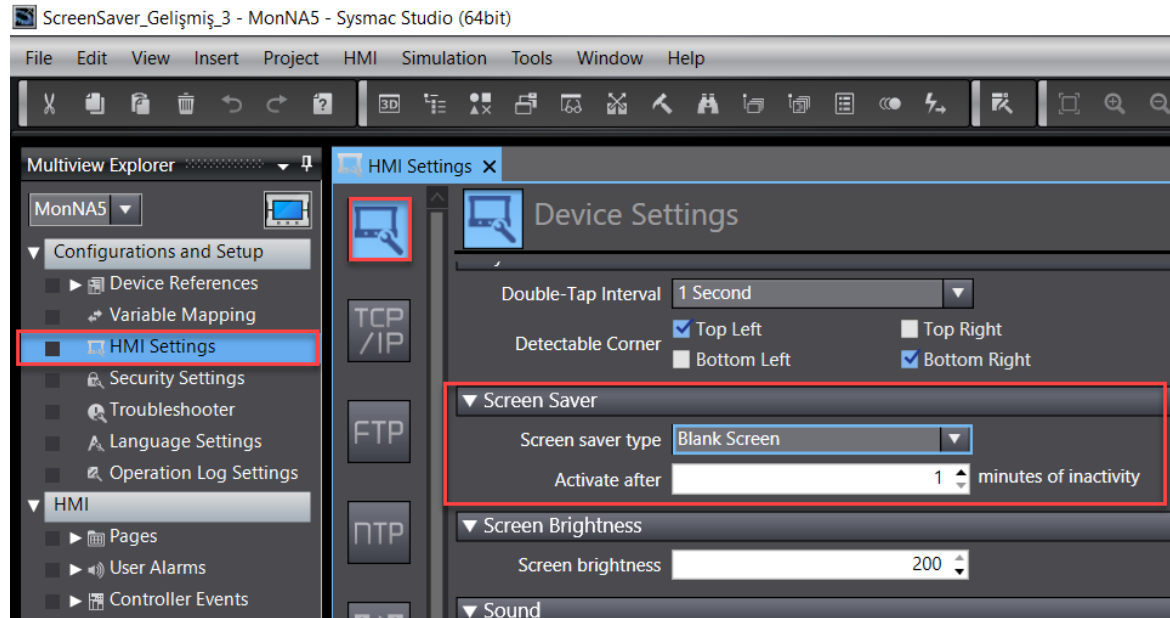 ScreenSaver_Gelişmiş_3 - MonNA5 - Sysmac Studio (64bit)
File Edit View Insert Project HMI Simulation Tools Window Help
3D
Multiview Explorer
MonNA5
Configurations and Setup
Device References
Variable Mapping
HMI Settings
Security Settings
Troubleshooter
Language Settings
Operation Log Settings
HMI
Pages
User Alarms
Controller Events
HMI Settings
TCP
/IP
FTP
NTP
Device Settings
Double-Tap Interval 1 Second
Detectable Corner Top Left Top Right
Bottom Left Bottom Right
Screen Saver
Screen saver type Blank Screen
Activate after 1 minutes of inactivity
Screen Brightness
Screen brightness 200
Sound